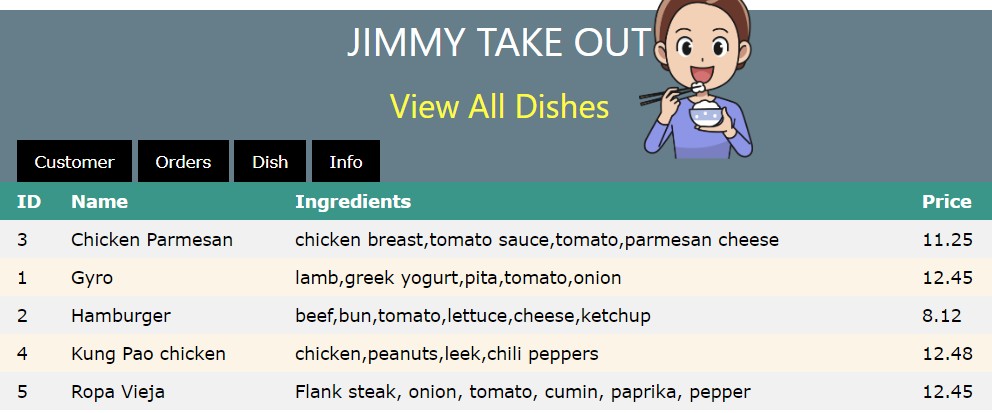 JIMMY TAKE OUT
View All Dishes
Customer Orders Dish Info
ID Name Ingredients Price
3 Chicken Parmesan chicken breast,tomato sauce,tomato,parmesan cheese 11.25
1 Gyro lamb,greek yogurt,pita,tomato,onion 12.45
2 Hamburger beef,bun,tomato,lettuce,cheese,ketchup 8.12
4 Kung Pao chicken chicken,peanuts,leek,chili peppers 12.48
5 Ropa Vieja Flank steak, onion, tomato, cumin, paprika, pepper 12.45